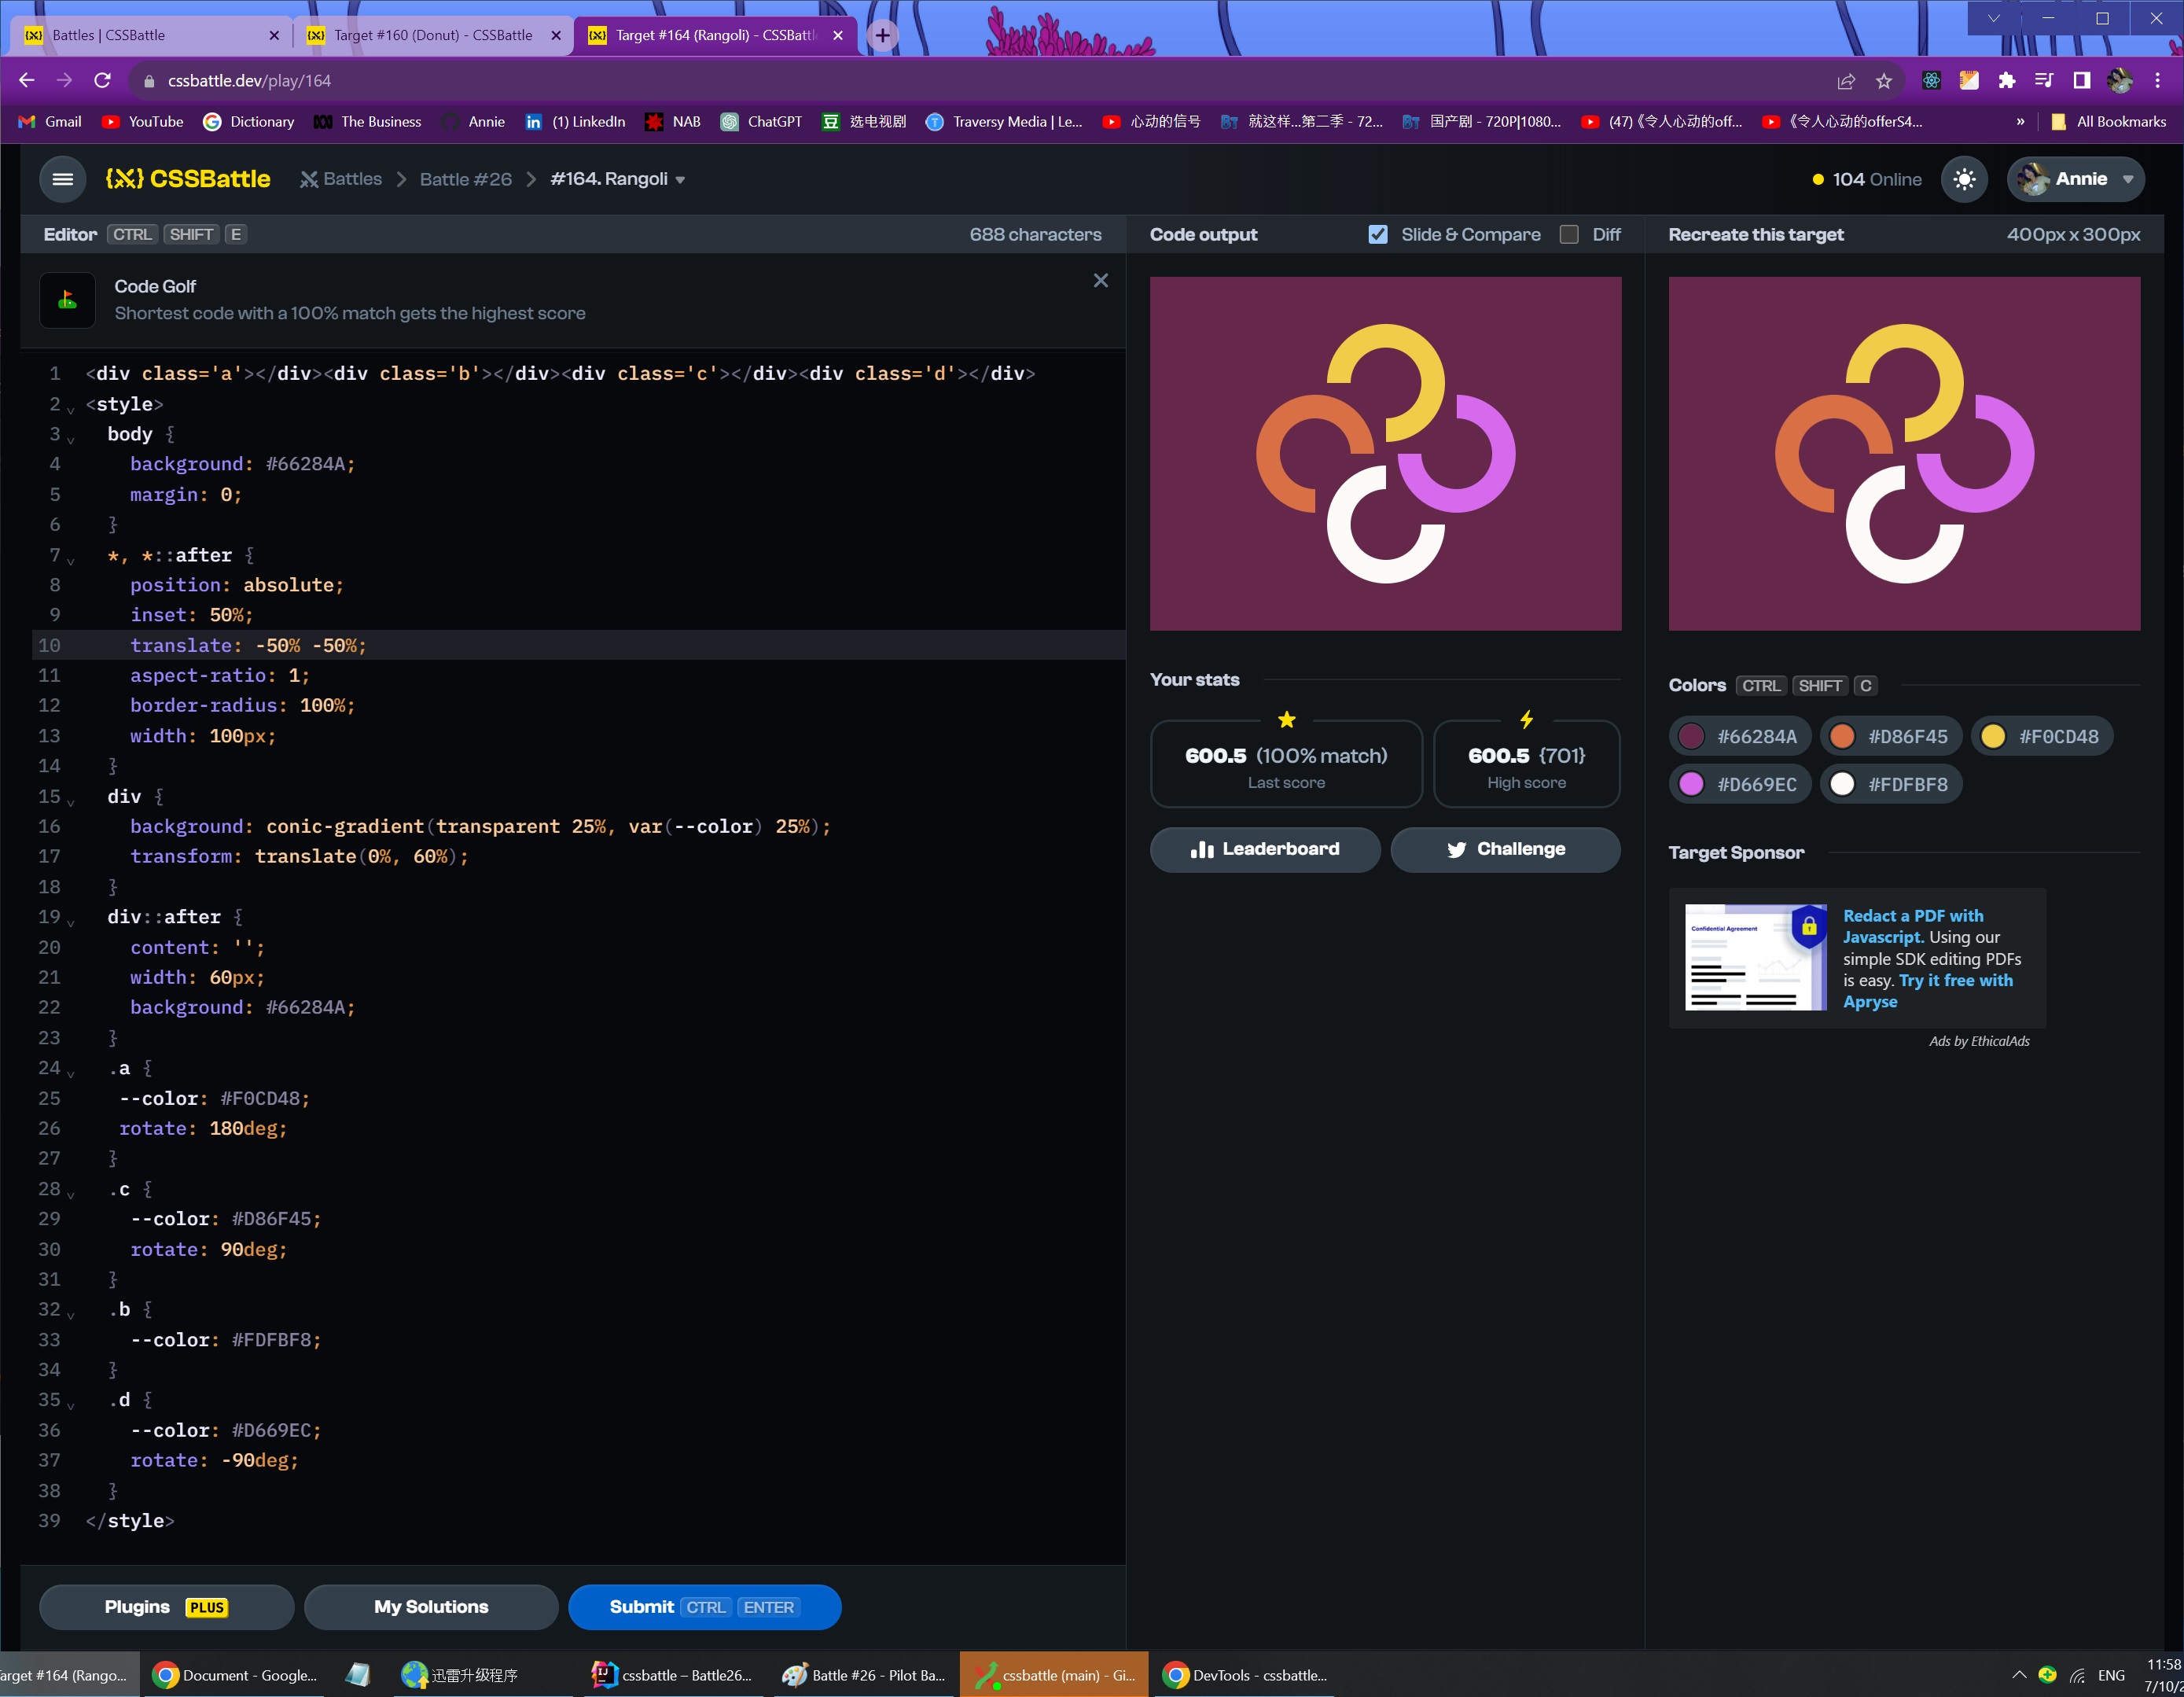 Battles | CSSBattle
Target #160 (Donut) - CSSBattle
Target #164 (Rangoli) - CSSBattle
cssbattle.dev/play/164
Gmail YouTube Dictionary The Business Annie (1) LinkedIn NAB ChatGPT 选电视剧 Traversy Media | Le... 心动的信号 就这样...第二季 - 72... 国产剧 - 720P|1080... (47)《令人心动的off... 《令人心动的offerS4... » All Bookmarks
CSSBattle Battles Battle #26 #164. Rangoli 104 Online Annie
Editor CTRL SHIFT E 688 characters
Code output Slide & Compare Diff
Recreate this target 400px x 300px
Code Golf
Shortest code with a 100% match gets the highest score
1 <div class='a'></div><div class='b'></div><div class='c'></div><div class='d'></div>
2 <style>
3 body {
4 background: #66284A;
5 margin: 0;
6 }
7 *, *::after {
8 position: absolute;
9 inset: 50%;
10 translate: -50% -50%;
11 aspect-ratio: 1;
12 border-radius: 100%;
13 width: 100px;
14 }
15 div {
16 background: conic-gradient(transparent 25%, var(--color) 25%);
17 transform: translate(0%, 60%);
18 }
19 div::after {
20 content: '';
21 width: 60px;
22 background: #66284A;
23 }
24 .a {
25 --color: #F0CD48;
26 rotate: 180deg;
27 }
28 .c {
29 --color: #D86F45;
30 rotate: 90deg;
31 }
32 .b {
33 --color: #FDFBF8;
34 }
35 .d {
36 --color: #D669EC;
37 rotate: -90deg;
38 }
39 </style>
Plugins PLUS
My Solutions
Submit CTRL ENTER
Your stats
600.5 (100% match)
Last score
600.5 {701}
High score
Leaderboard
Challenge
Colors CTRL SHIFT C
#66284A #D86F45 #F0CD48
#D669EC #FDFBF8
Target Sponsor
Confidential Agreement
Redact a PDF with
Javascript. Using our
simple SDK editing PDFs
is easy. Try it free with
Apryse
Ads by EthicalAds
arget #164 (Rango... Document - Google... 迅雷升级程序 cssbattle – Battle26... Battle #26 - Pilot Ba... cssbattle (main) - Gi... DevTools - cssbattle... ENG
11:58
7/10/2